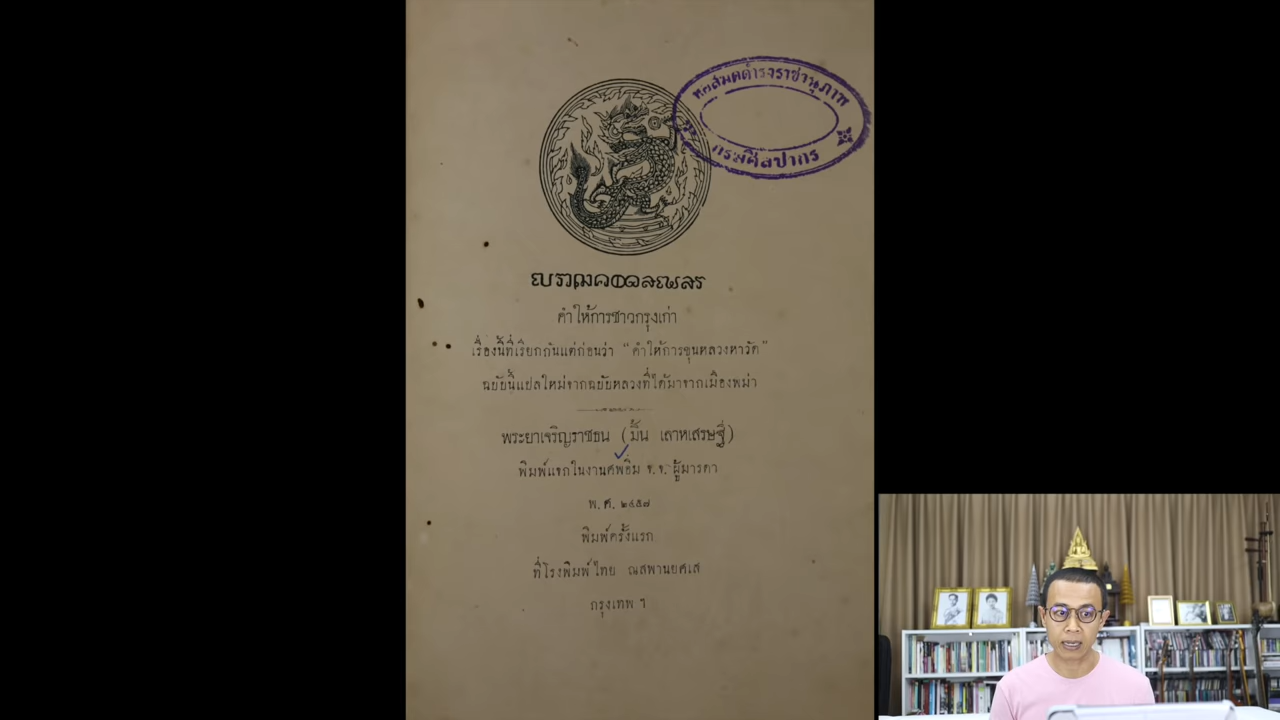 หอสมุดดำรงราชานุภาพ
กรมศิลปากร
คำให้การชาวกรุงเก่า
เรื่องนี้ที่เรียกกันแต่ก่อนว่า “คำให้การขุนหลวงหาวัด”
ฉบับนี้แปลใหม่จากฉบับหลวงที่ได้มาจากเมืองพม่า
พระยาเจริญราชธน (มิ้น เลาหเศรษฐี)
พิมพ์แจกในงานศพอิ่ม จ.จ. ผู้มารดา
พ.ศ. ๒๔๕๗
พิมพ์ครั้งแรก
ที่โรงพิมพ์ไทย ณสพานยศเส
กรุงเทพ ฯ